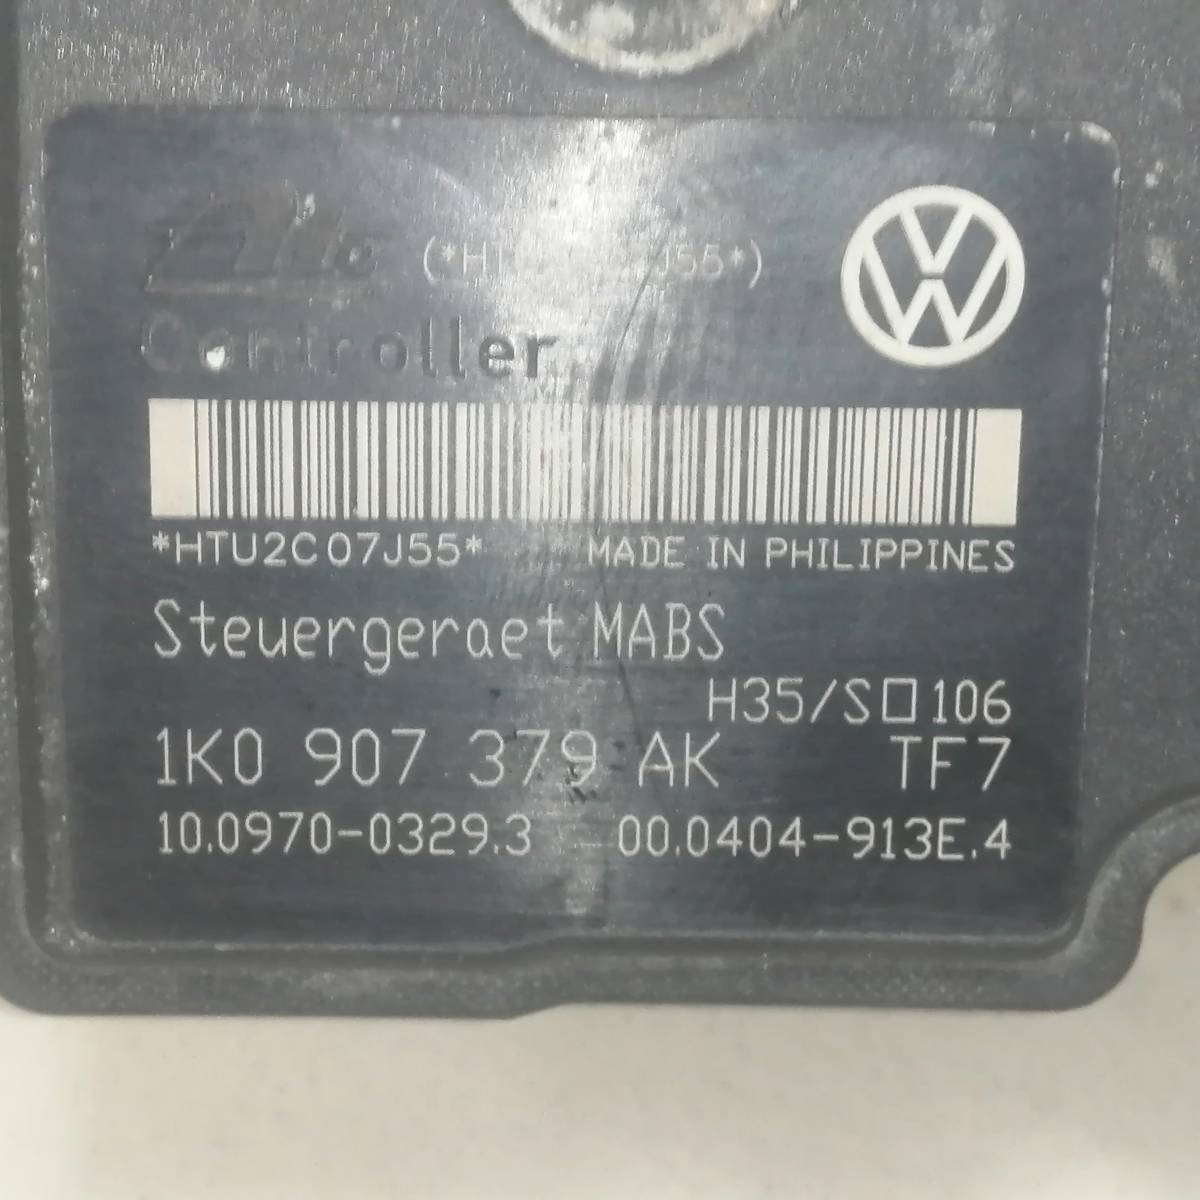 Ate
Controller
*HTU2C07J55* MADE IN PHILIPPINES
Steuergeraet MABS
H35/S□106
1K0 907 379 AK TF7
10.0970-0329.3 00.0404-913E.4